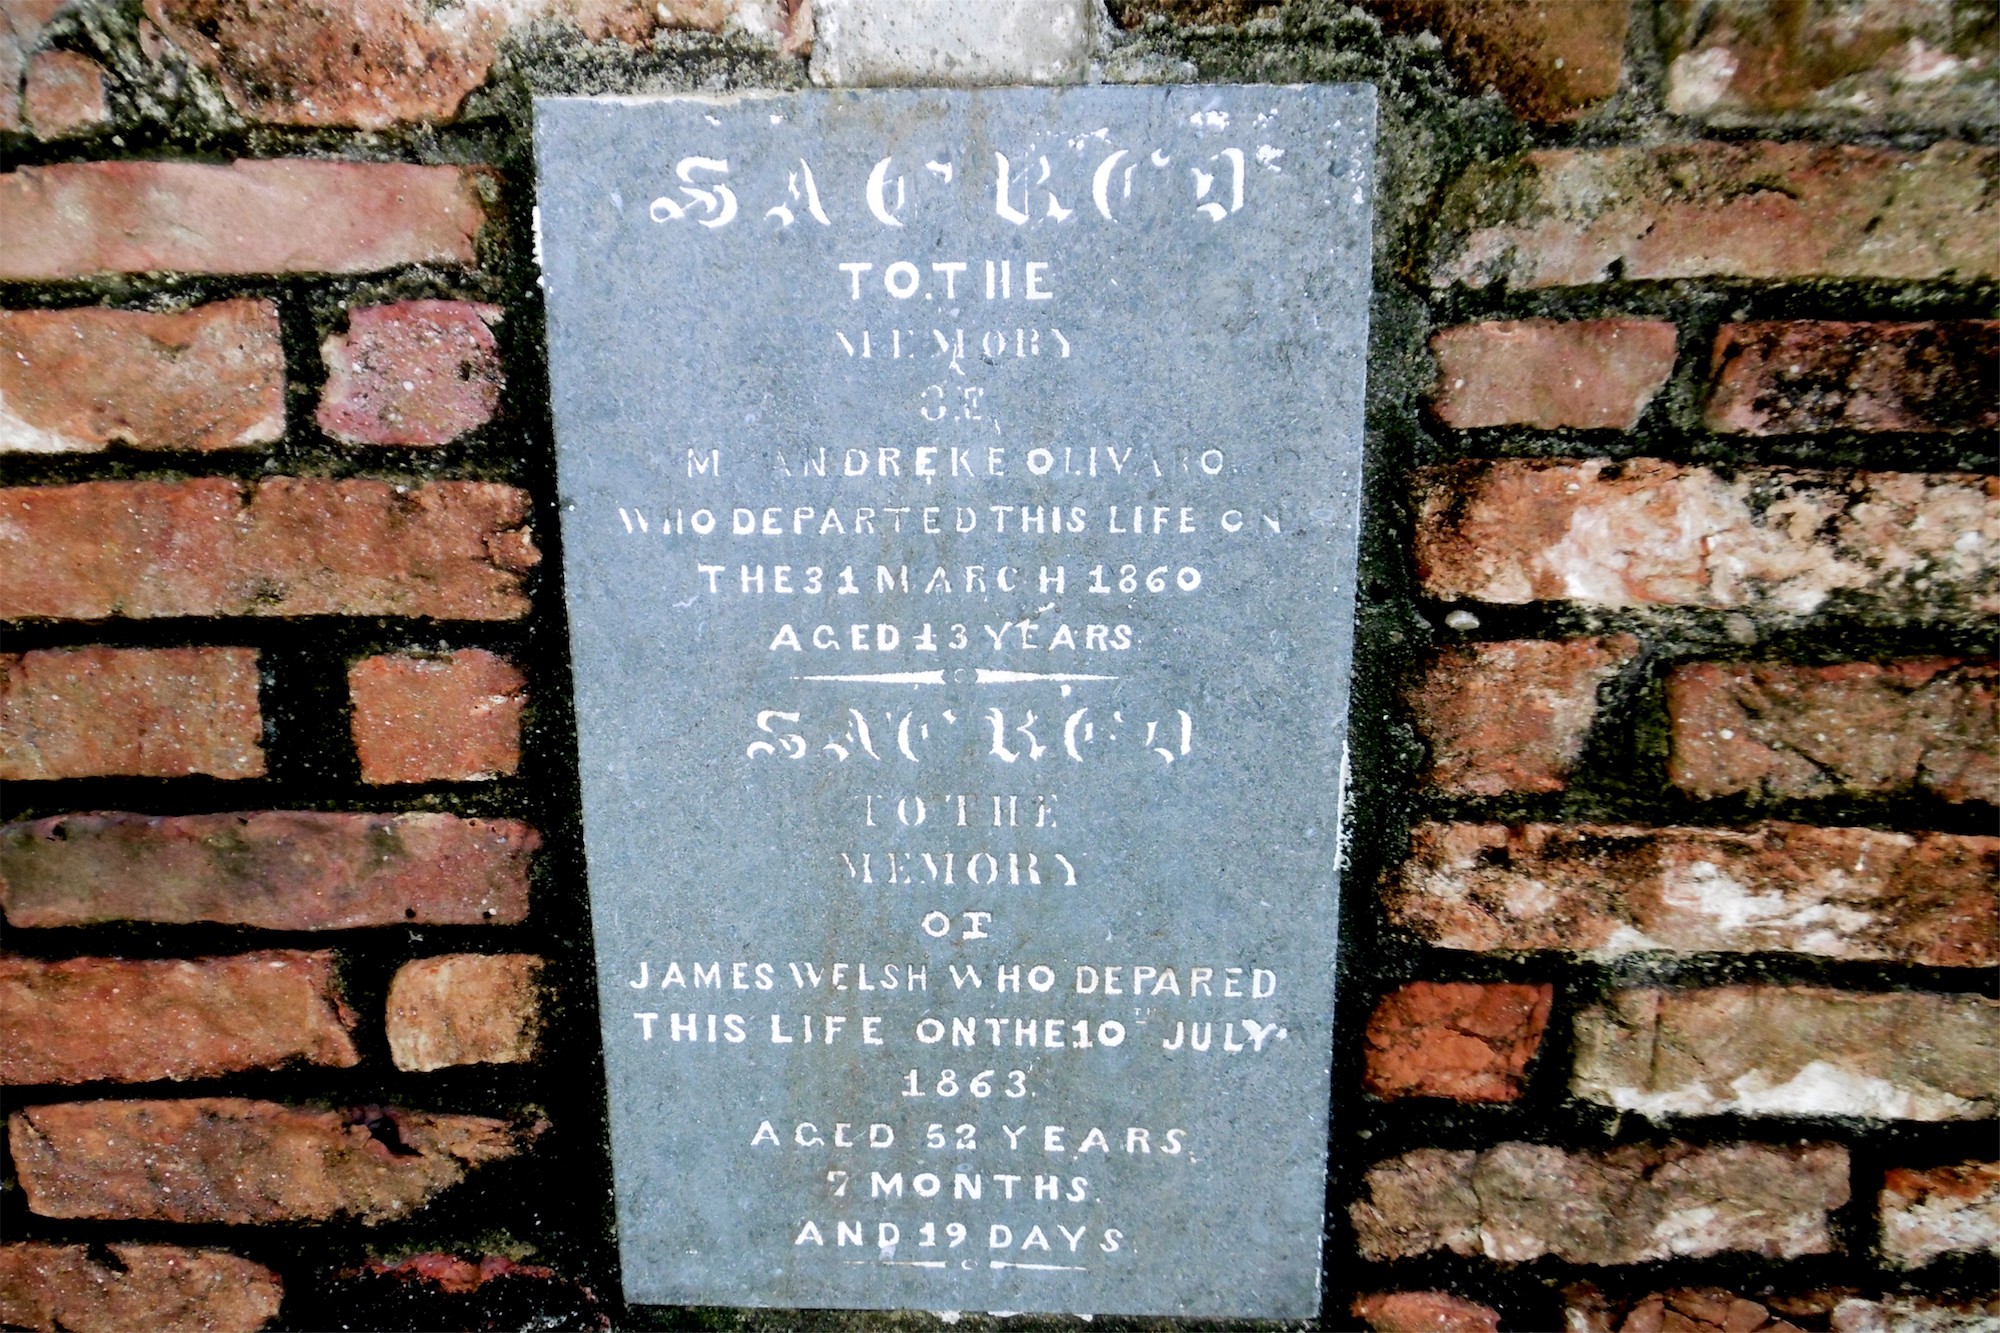 SACRED
TO THE
MEMORY
OF
M ANDREKE OLIVARO
WHO DEPARTED THIS LIFE ON
THE 31 MARCH 1860
AGED 13 YEARS.
SACRED
TO THE
MEMORY
OF
JAMES WELSH WHO DEPARED
THIS LIFE ON THE 10TH JULY.
1863.
AGED 52 YEARS.
7 MONTHS.
AND 19 DAYS.